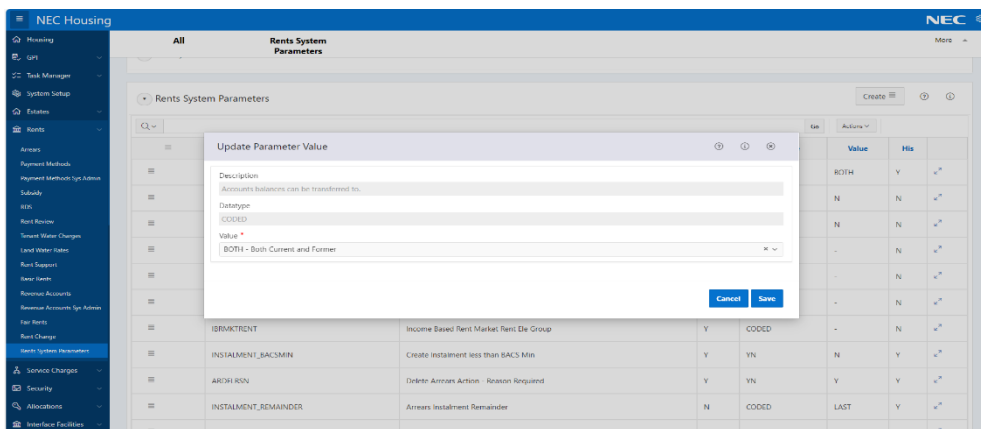 NEC Housing
NEC
Housing
GPI
Task Manager
System Setup
Estates
Rents
Arrears
Payment Methods
Payment Methods Sys Admin
Subsidy
RDS
Rent Review
Tenant Water Charges
Land Water Rates
Rent Support
Basic Rents
Revenue Accounts
Revenue Accounts Sys Admin
Fair Rents
Rent Change
Rents System Parameters
Service Charges
Security
Allocations
Interface Facilities
All
Rents System
Parameters
More
Rents System Parameters
Create
Go
Actions
Value
His
BOTH Y
N N
N N
- N
- N
- N
Update Parameter Value
Description
Accounts balances can be transferred to.
Datatype
CODED
Value *
BOTH - Both Current and Former
Cancel Save
IBRMKTRENT Income Based Rent Market Rent Ele Group Y CODED - N
INSTALMENT_BACSMIN Create Instalment less than BACS Min Y YN N Y
ARDELRSN Delete Arrears Action - Reason Required Y YN Y Y
INSTALMENT_REMAINDER Arrears Instalment Remainder N CODED LAST Y